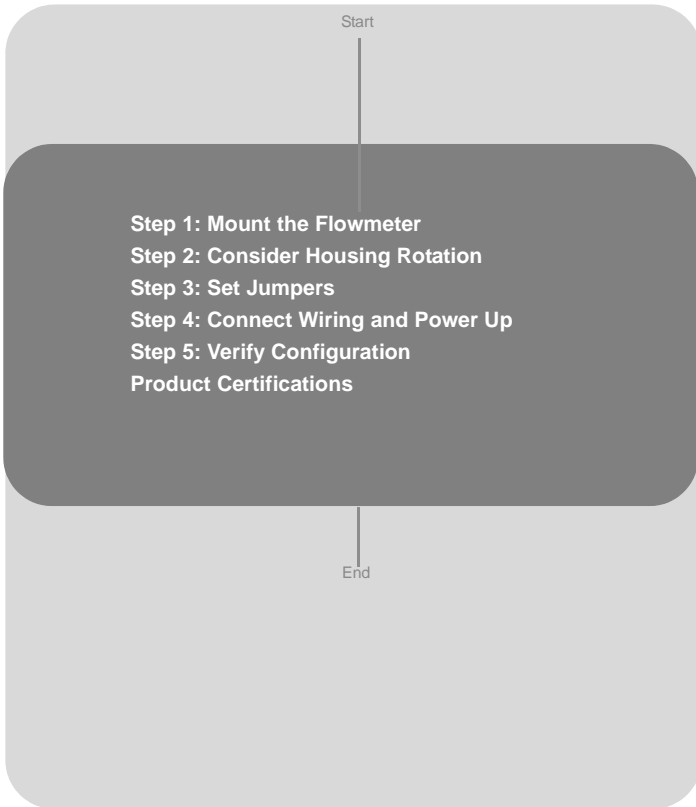 Start
Step 1: Mount the Flowmeter
Step 2: Consider Housing Rotation
Step 3: Set Jumpers
Step 4: Connect Wiring and Power Up
Step 5: Verify Configuration
Product Certifications
End